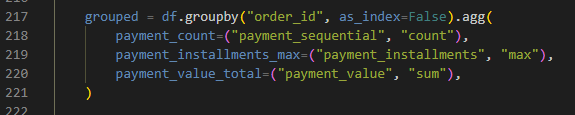 217 grouped = df.groupby("order_id", as_index=False).agg(
218     payment_count=("payment_sequential", "count"),
219     payment_installments_max=("payment_installments", "max"),
220     payment_value_total=("payment_value", "sum"),
221 )
222